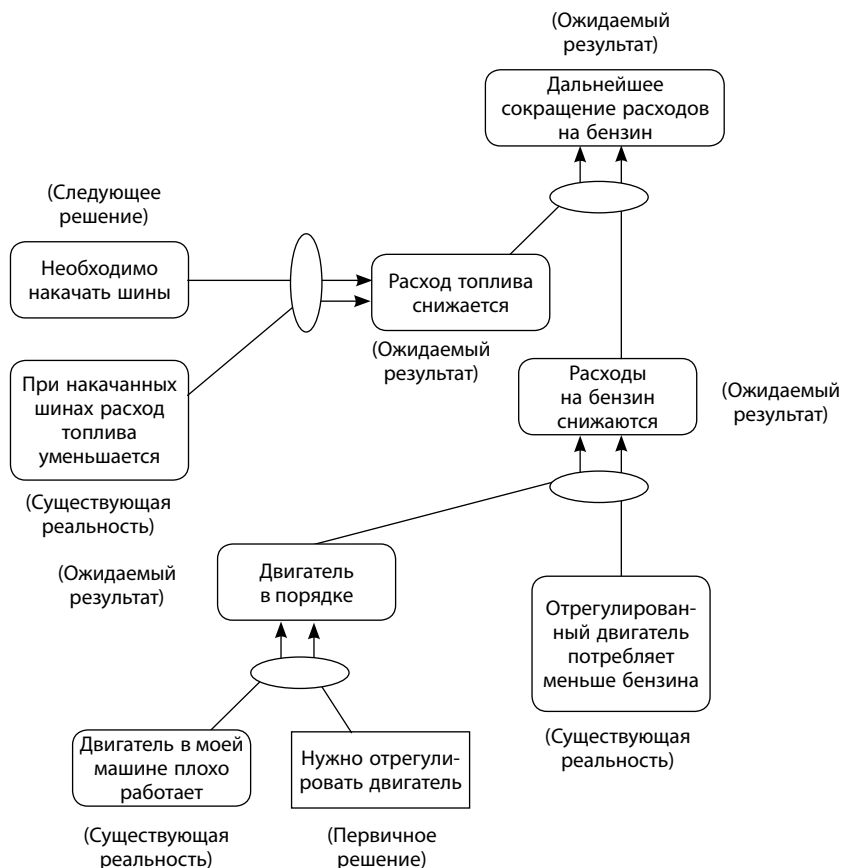 (Ожидаемый
результат)
Дальнейшее
сокращение расходов
на бензин
(Следующее
решение)
Необходимо
накачать шины
Расход топлива
снижается
(Ожидаемый
результат)
При накачанных
шинах расход
топлива
уменьшается
(Существующая
реальность)
Расходы
на бензин
снижаются
(Ожидаемый
результат)
(Ожидаемый
результат)
Двигатель
в порядке
Отрегулирован-
ный двигатель
потребляет
меньше бензина
(Существующая
реальность)
Двигатель в моей
машине плохо
работает
(Существующая
реальность)
Нужно отрегули-
ровать двигатель
(Первичное
решение)